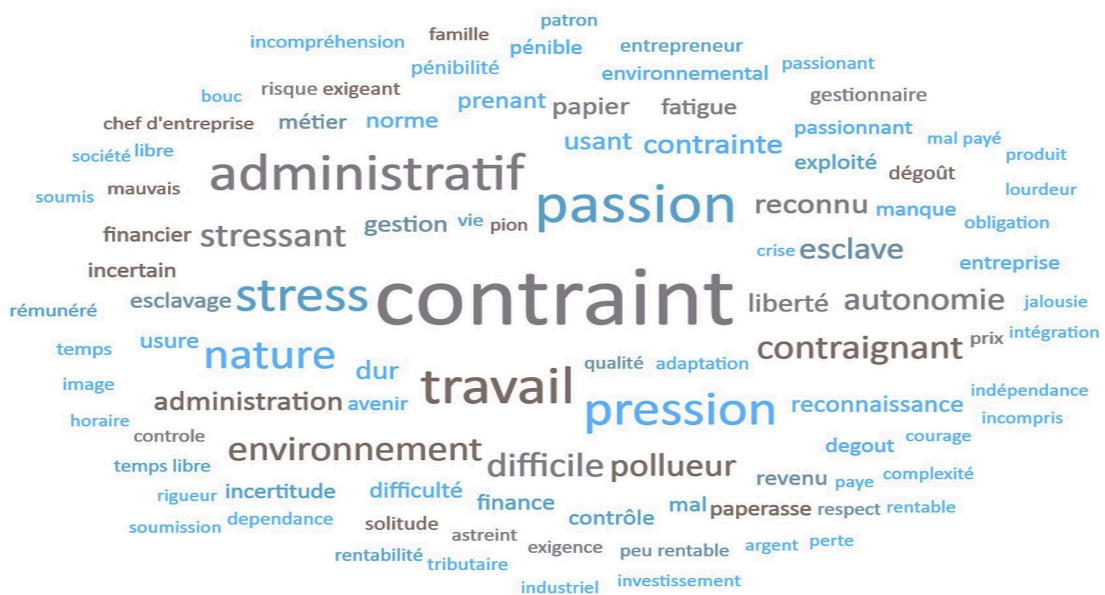 patron
incompréhension famille pénible entrepreneur
pénibilité environnemental passionant
bouc risque exigeant prenant papier fatigue gestionnaire
chef d'entreprise métier norme usant contrainte passionnant mal payé
société libre administratif exploité dégoût produit
soumis mauvais passion reconnu manque lourdeur
financier stressant gestion vie pion obligation
incertain crise esclave entreprise
rémunéré esclavage stress contraint liberté autonomie jalousie
temps usure nature dur qualité adaptation contraignant prix intégration
image travail indépendance
horaire administration avenir pression reconnaissance incompris
controle environnement degout courage
temps libre difficile pollueur complexité
rigueur incertitude difficulté finance revenu paye
soumission dependance solitude contrôle mal paperasse respect rentable
astreint exigence peu rentable argent perte
rentabilité tributaire
industriel investissement